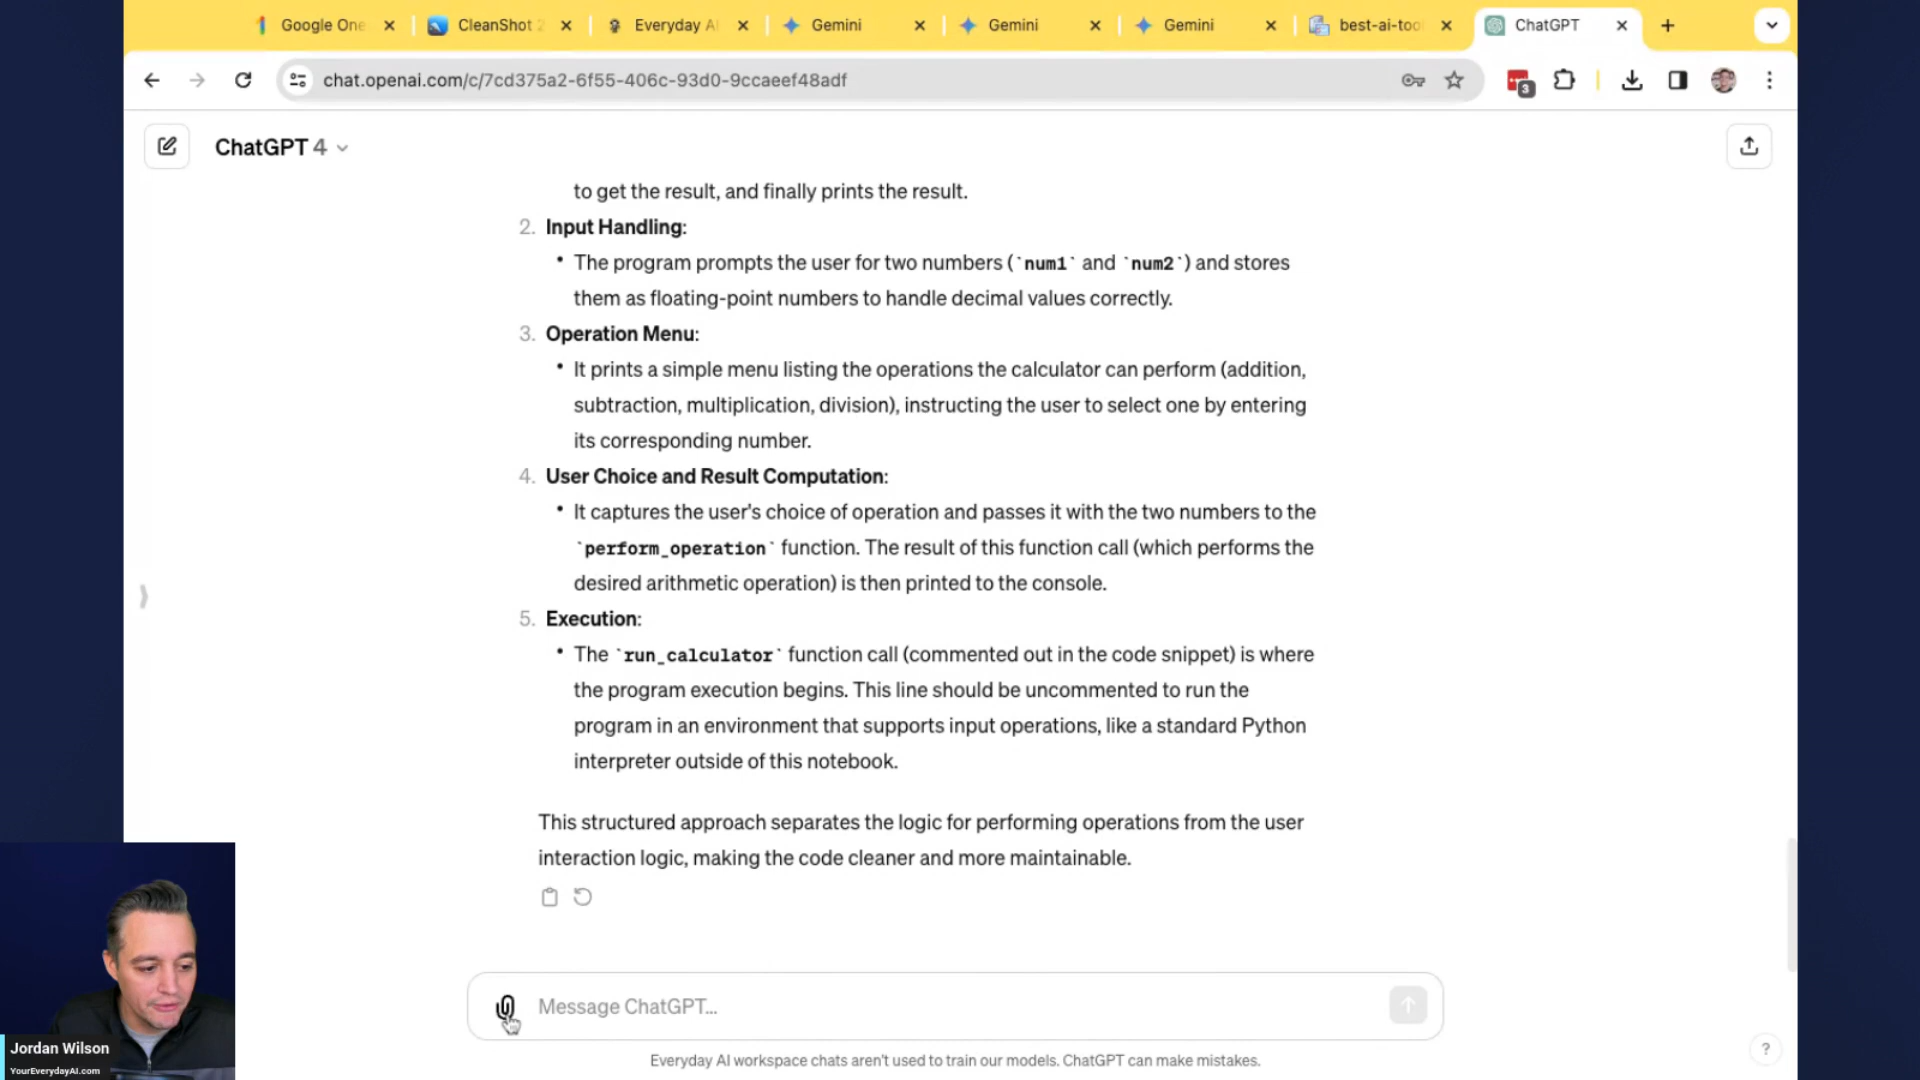 Google One
CleanShot 2
Everyday AI
Gemini
Gemini
Gemini
best-ai-too
ChatGPT
chat.openai.com/c/7cd375a2-6f55-406c-93d0-9ccaeef48adf
3
ChatGPT 4
to get the result, and finally prints the result.
2. Input Handling:
• The program prompts the user for two numbers (`num1` and `num2`) and stores
them as floating-point numbers to handle decimal values correctly.
3. Operation Menu:
• It prints a simple menu listing the operations the calculator can perform (addition,
subtraction, multiplication, division), instructing the user to select one by entering
its corresponding number.
4. User Choice and Result Computation:
• It captures the user's choice of operation and passes it with the two numbers to the
`perform_operation` function. The result of this function call (which performs the
desired arithmetic operation) is then printed to the console.
5. Execution:
• The `run_calculator` function call (commented out in the code snippet) is where
the program execution begins. This line should be uncommented to run the
program in an environment that supports input operations, like a standard Python
interpreter outside of this notebook.
This structured approach separates the logic for performing operations from the user
interaction logic, making the code cleaner and more maintainable.
Message ChatGPT...
Everyday AI workspace chats aren't used to train our models. ChatGPT can make mistakes.
?
Jordan Wilson
YourEverydayAI.com